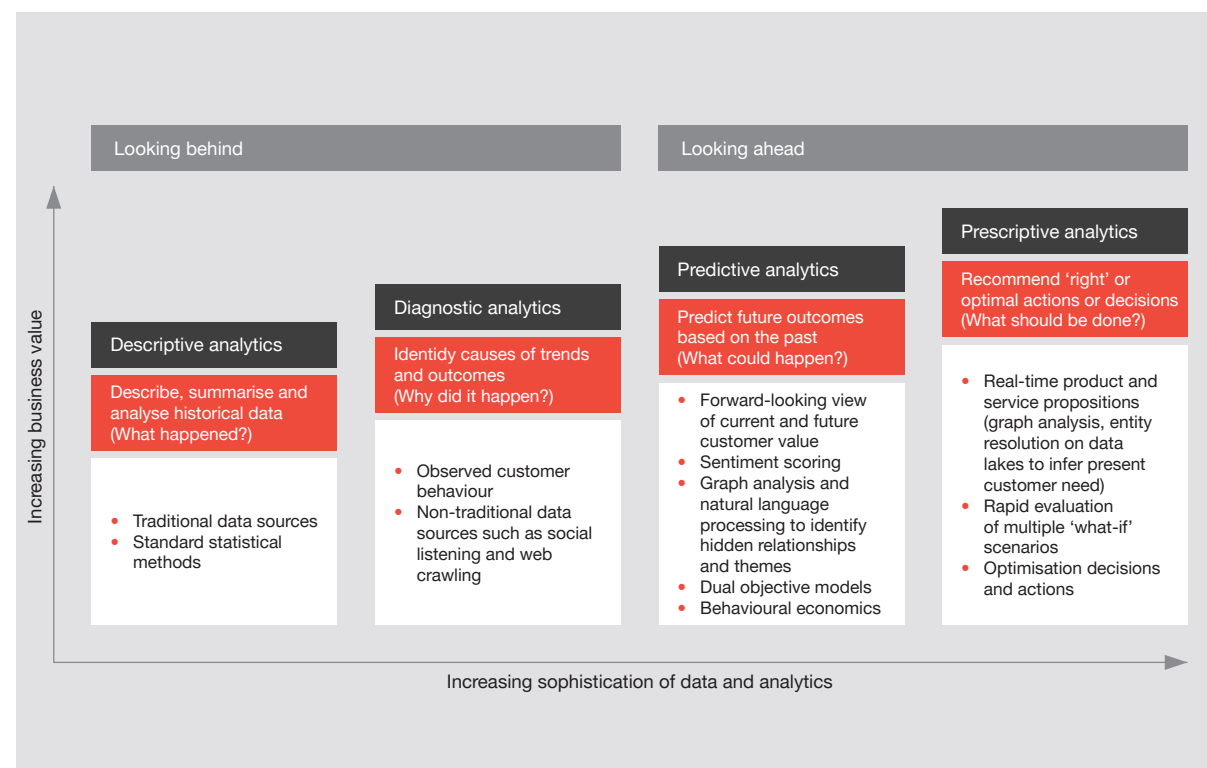 Looking behind
Looking ahead
Increasing business value
Descriptive analytics
Describe, summarise and
analyse historical data
(What happened?)
• Traditional data sources
• Standard statistical
methods
Diagnostic analytics
Identidy causes of trends
and outcomes
(Why did it happen?)
• Observed customer
behaviour
• Non-traditional data
sources such as social
listening and web
crawling
Predictive analytics
Predict future outcomes
based on the past
(What could happen?)
• Forward-looking view
of current and future
customer value
• Sentiment scoring
• Graph analysis and
natural language
processing to identify
hidden relationships
and themes
• Dual objective models
• Behavioural economics
Prescriptive analytics
Recommend ‘right’ or
optimal actions or decisions
(What should be done?)
• Real-time product and
service propositions
(graph analysis, entity
resolution on data
lakes to infer present
customer need)
• Rapid evaluation
of multiple ‘what-if’
scenarios
• Optimisation decisions
and actions
Increasing sophistication of data and analytics